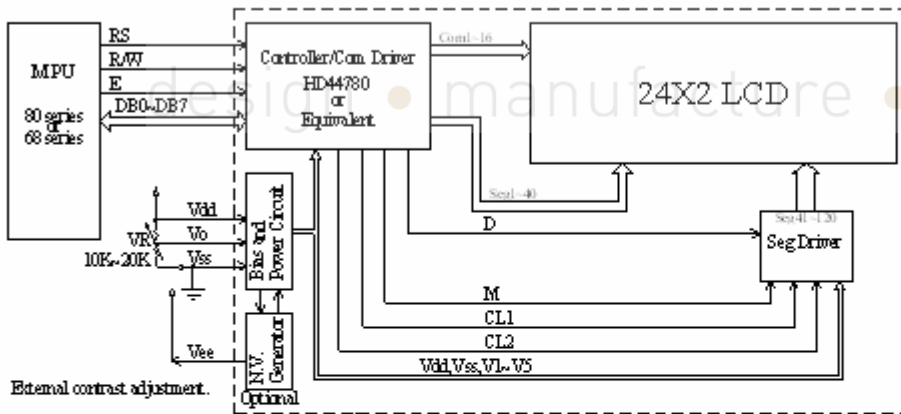 MPU
80 series
or
68 series
RS
R/W
E
DB0~DB7
Controller/Com. Driver
HD44780
or
Equivalent
Com1~16
24X2 LCD
design • manufacture •
Seg1~40
Seg41~120
Seg Driver
D
M
CL1
CL2
Vdd,Vss,V1~V5
Vdd
Vo
VR
10K~20K
Vss
Bias and
Power Circuit
Vee
N.V.
Generator
Optional
External contrast adjustment.